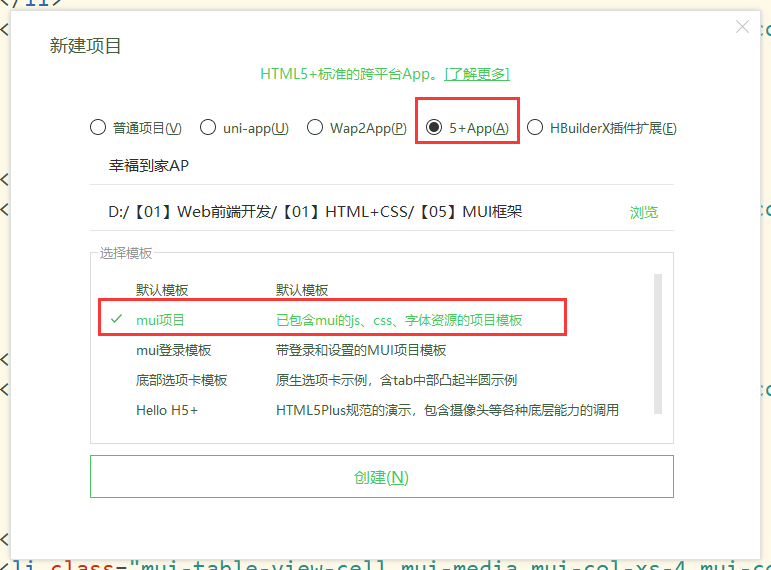 </li>
新建项目
HTML5+标准的跨平台App。[了解更多]
普通项目(V) uni-app(U) Wap2App(P) 5+App(A) HBuilderX插件扩展(E)
幸福到家AP
D:/【01】Web前端开发/【01】HTML+CSS/【05】MUI框架 浏览
选择模板
默认模板 默认模板
mui项目 已包含mui的js、css、字体资源的项目模板
mui登录模板 带登录和设置的MUI项目模板
底部选项卡模板 原生选项卡示例，含tab中部凸起半圆示例
Hello H5+ HTML5Plus规范的演示，包含摄像头等各种底层能力的调用
创建(N)
<li class="mui-table-view-cell mui-media mui-col-xs-4 mui-co